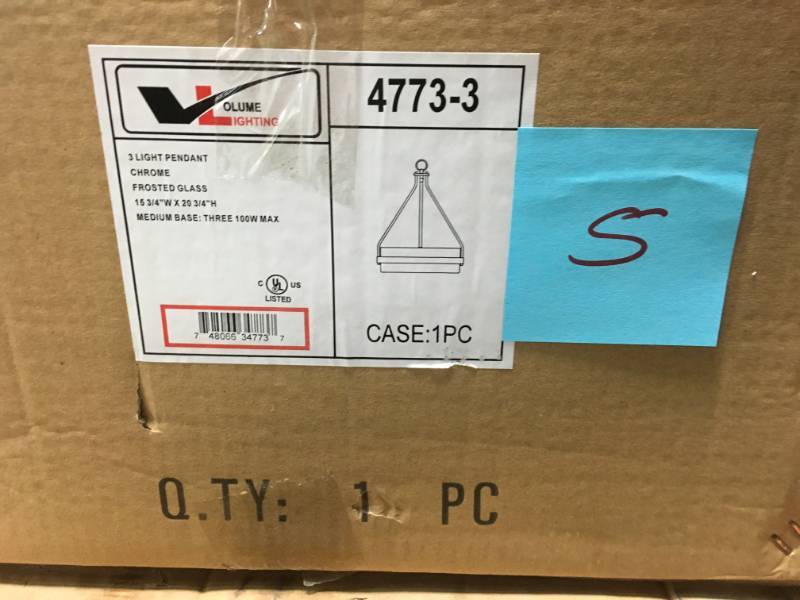 VOLUME
LIGHTING
4773-3
3 LIGHT PENDANT
CHROME
FROSTED GLASS
15 3/4"W X 20 3/4"H
MEDIUM BASE: THREE 100W MAX
C UL US
LISTED
7 48066 34773 7
CASE:1PC
S
Q.TY: 1 PC